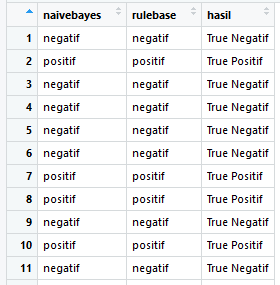 naivebayes rulebase hasil
1 negatif negatif True Negatif
2 positif positif True Positif
3 negatif negatif True Negatif
4 negatif negatif True Negatif
5 negatif negatif True Negatif
6 negatif negatif True Negatif
7 positif positif True Positif
8 positif positif True Positif
9 negatif negatif True Negatif
10 positif positif True Positif
11 negatif negatif True Negatif